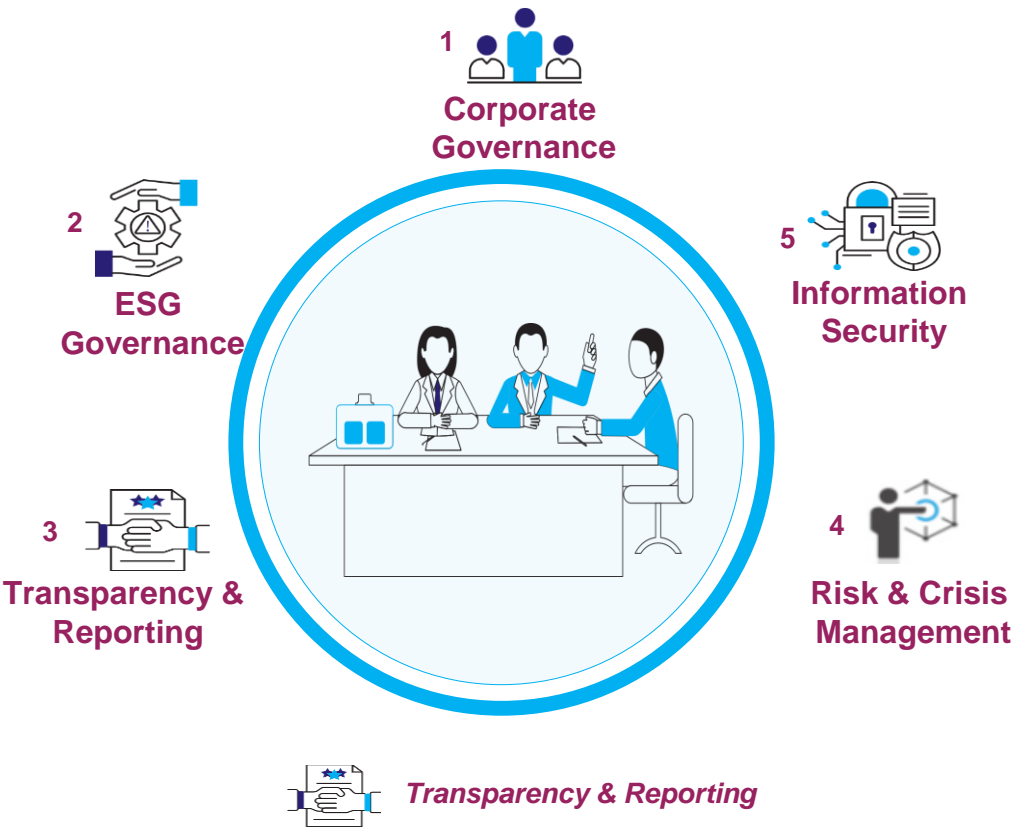 1
Corporate
Governance
2
ESG
Governance
5
Information
Security
3
Transparency &
Reporting
4
Risk & Crisis
Management
Transparency & Reporting